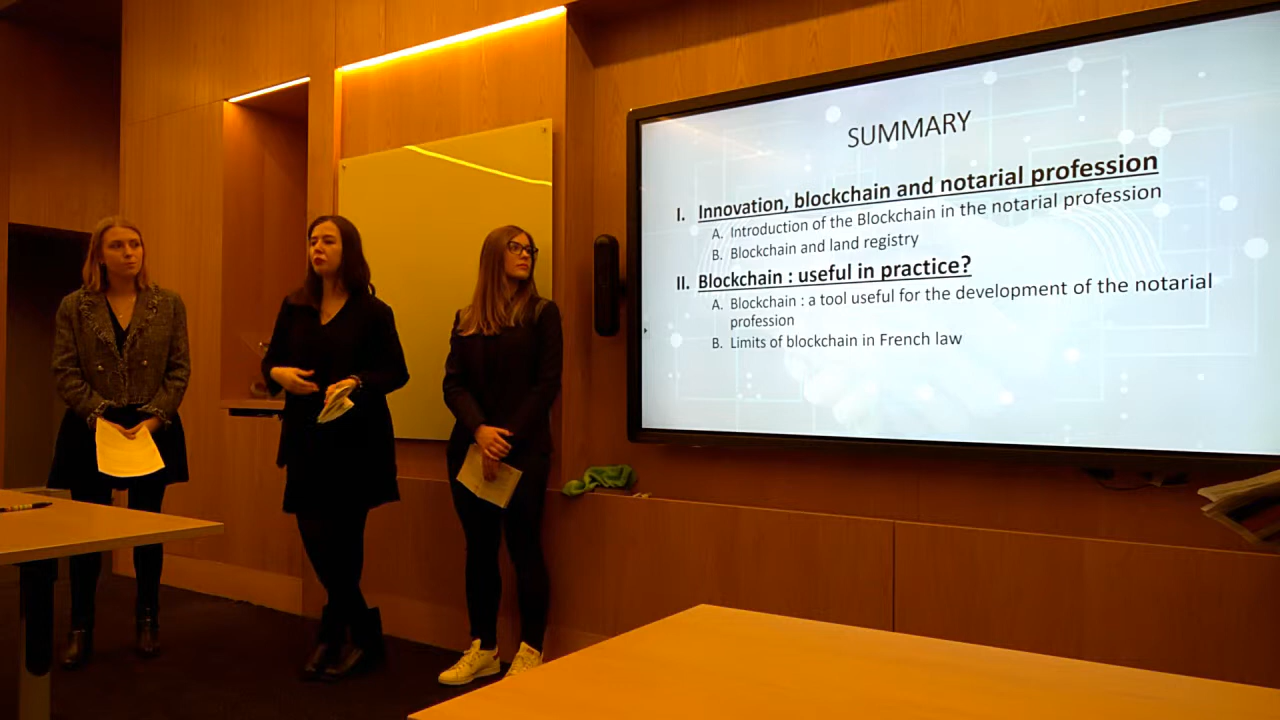 SUMMARY
I. Innovation, blockchain and notarial profession
A. Introduction of the Blockchain in the notarial profession
B. Blockchain and land registry
II. Blockchain : useful in practice?
A. Blockchain : a tool useful for the development of the notarial
profession
B. Limits of blockchain in French law